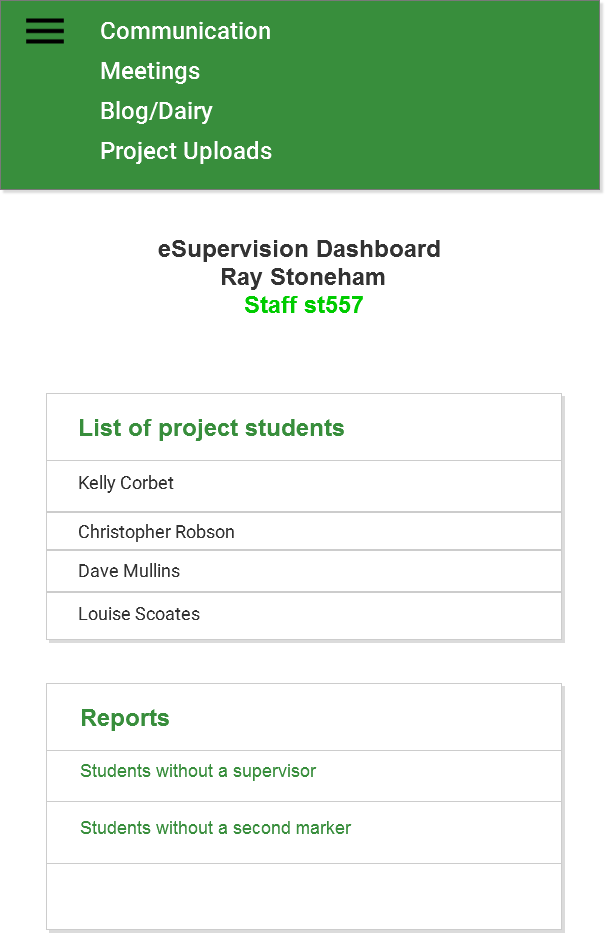 Communication
Meetings
Blog/Dairy
Project Uploads
eSupervision Dashboard
Ray Stoneham
Staff st557
List of project students
Kelly Corbet
Christopher Robson
Dave Mullins
Louise Scoates
Reports
Students without a supervisor
Students without a second marker